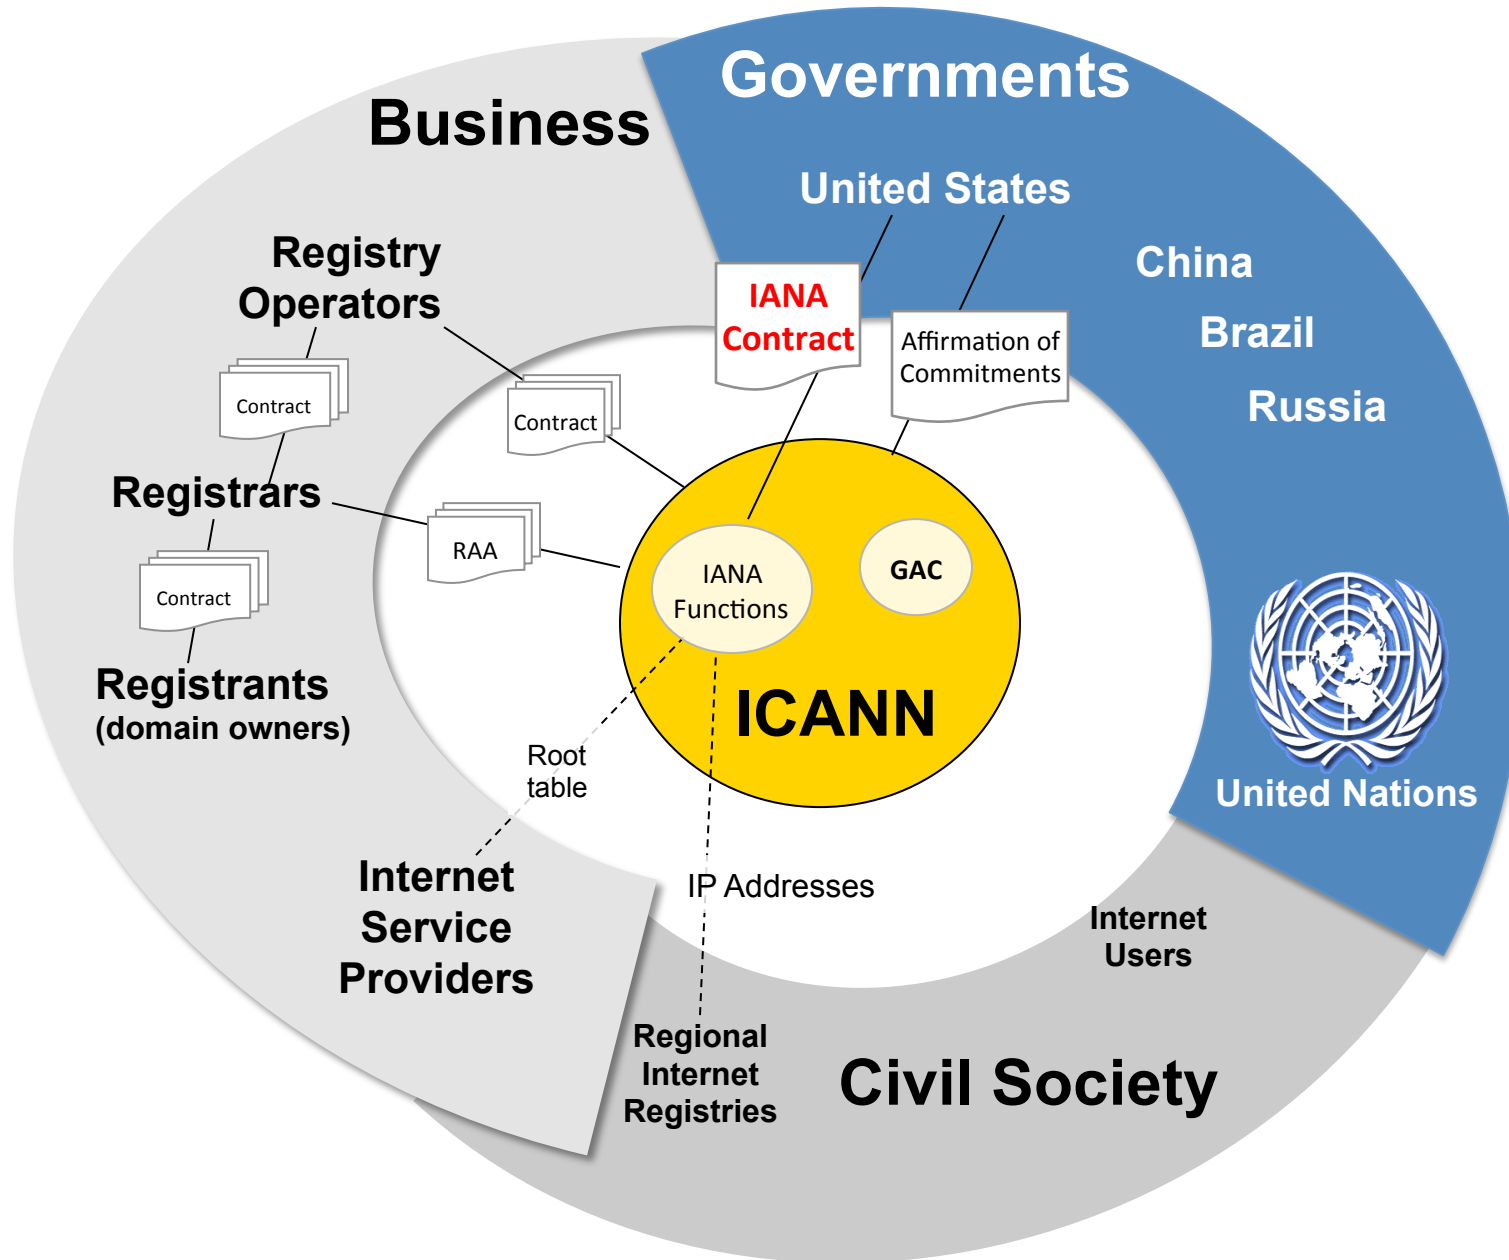 Governments
Business
United States
Registry
Operators
China
IANA
Contract
Brazil
Affirmation of
Commitments
Russia
Contract
Contract
Registrars
RAA
IANA
Functions
GAC
Contract
Registrants
(domain owners)
ICANN
Root
table
United Nations
Internet
Service
Providers
IP Addresses
Internet
Users
Regional
Internet
Registries
Civil Society